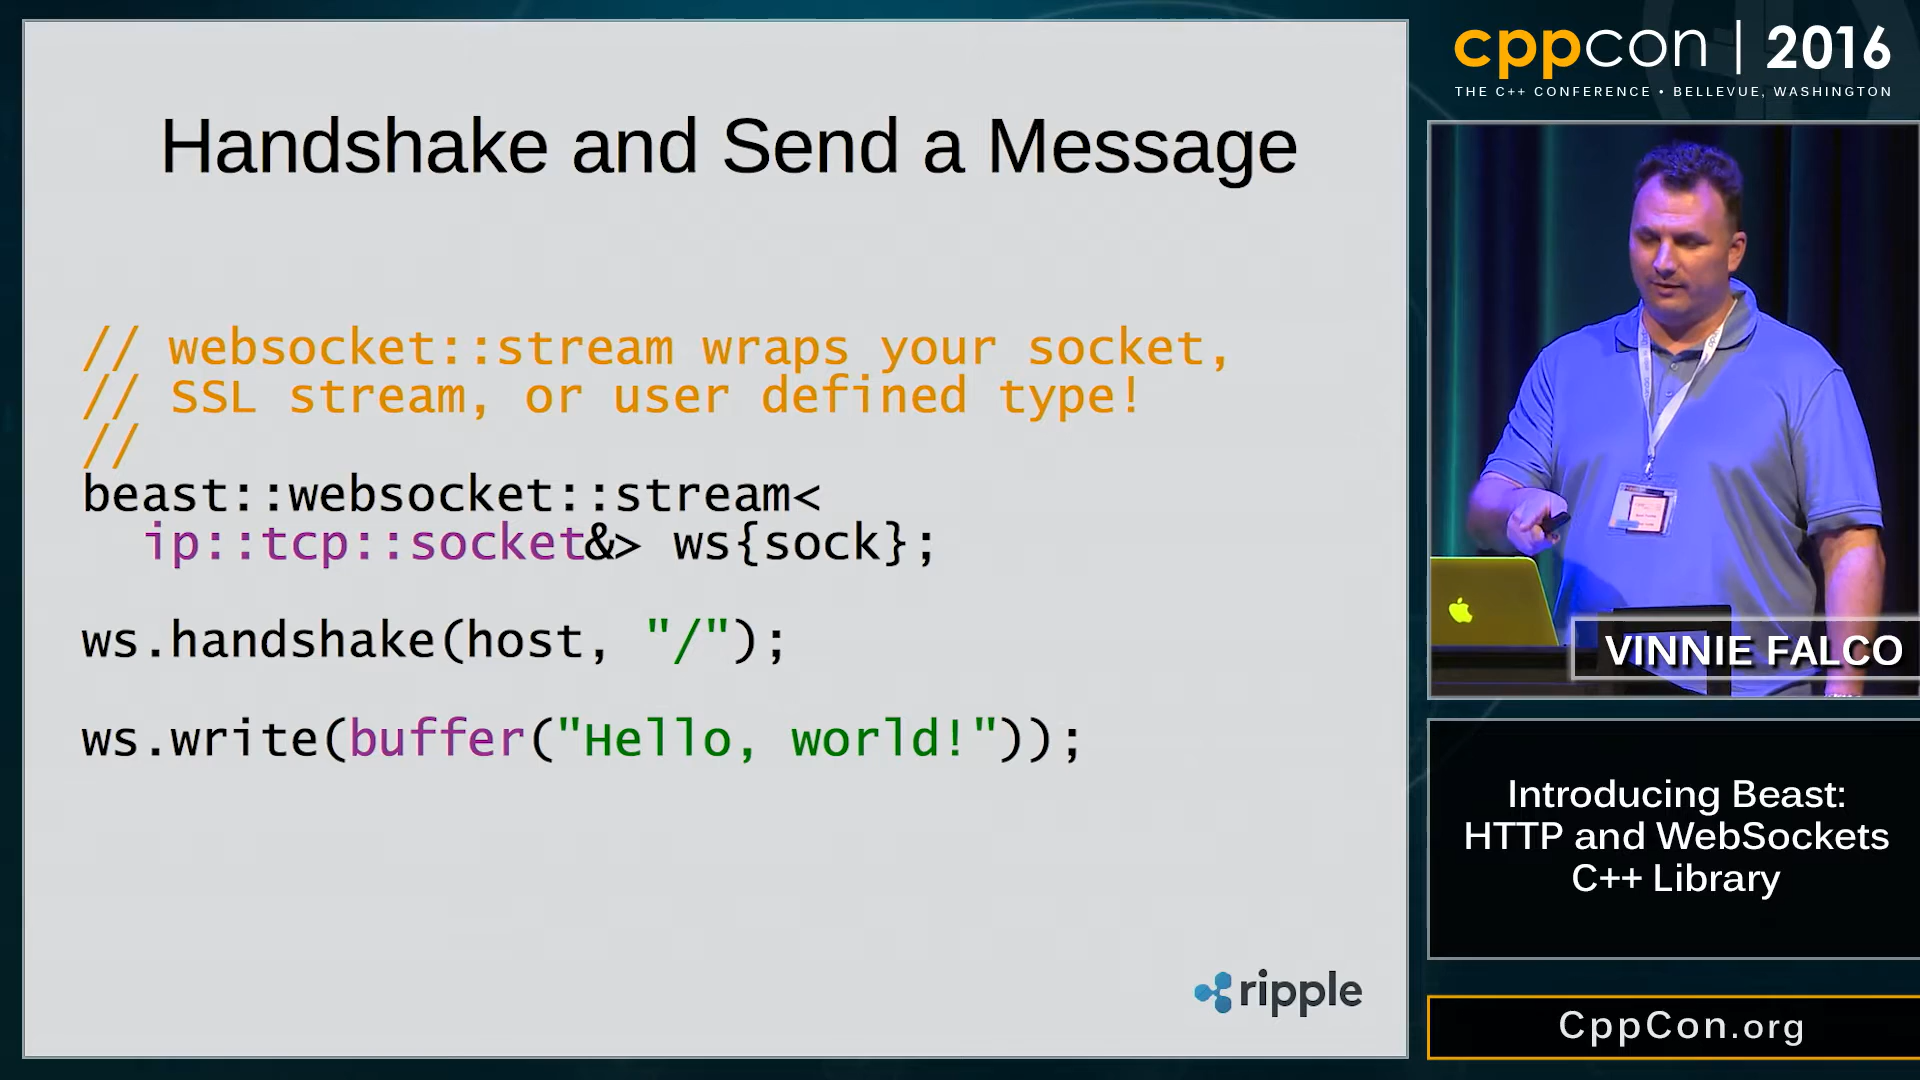 Handshake and Send a Message
// websocket::stream wraps your socket,
// SSL stream, or user defined type!
//
beast::websocket::stream<
ip::tcp::socket&> ws{sock};
ws.handshake(host, "/");
ws.write(buffer("Hello, world!"));
ripple
cppcon | 2016
THE C++ CONFERENCE • BELLEVUE, WASHINGTON
VINNIE FALCO
Introducing Beast:
HTTP and WebSockets
C++ Library
CppCon.org